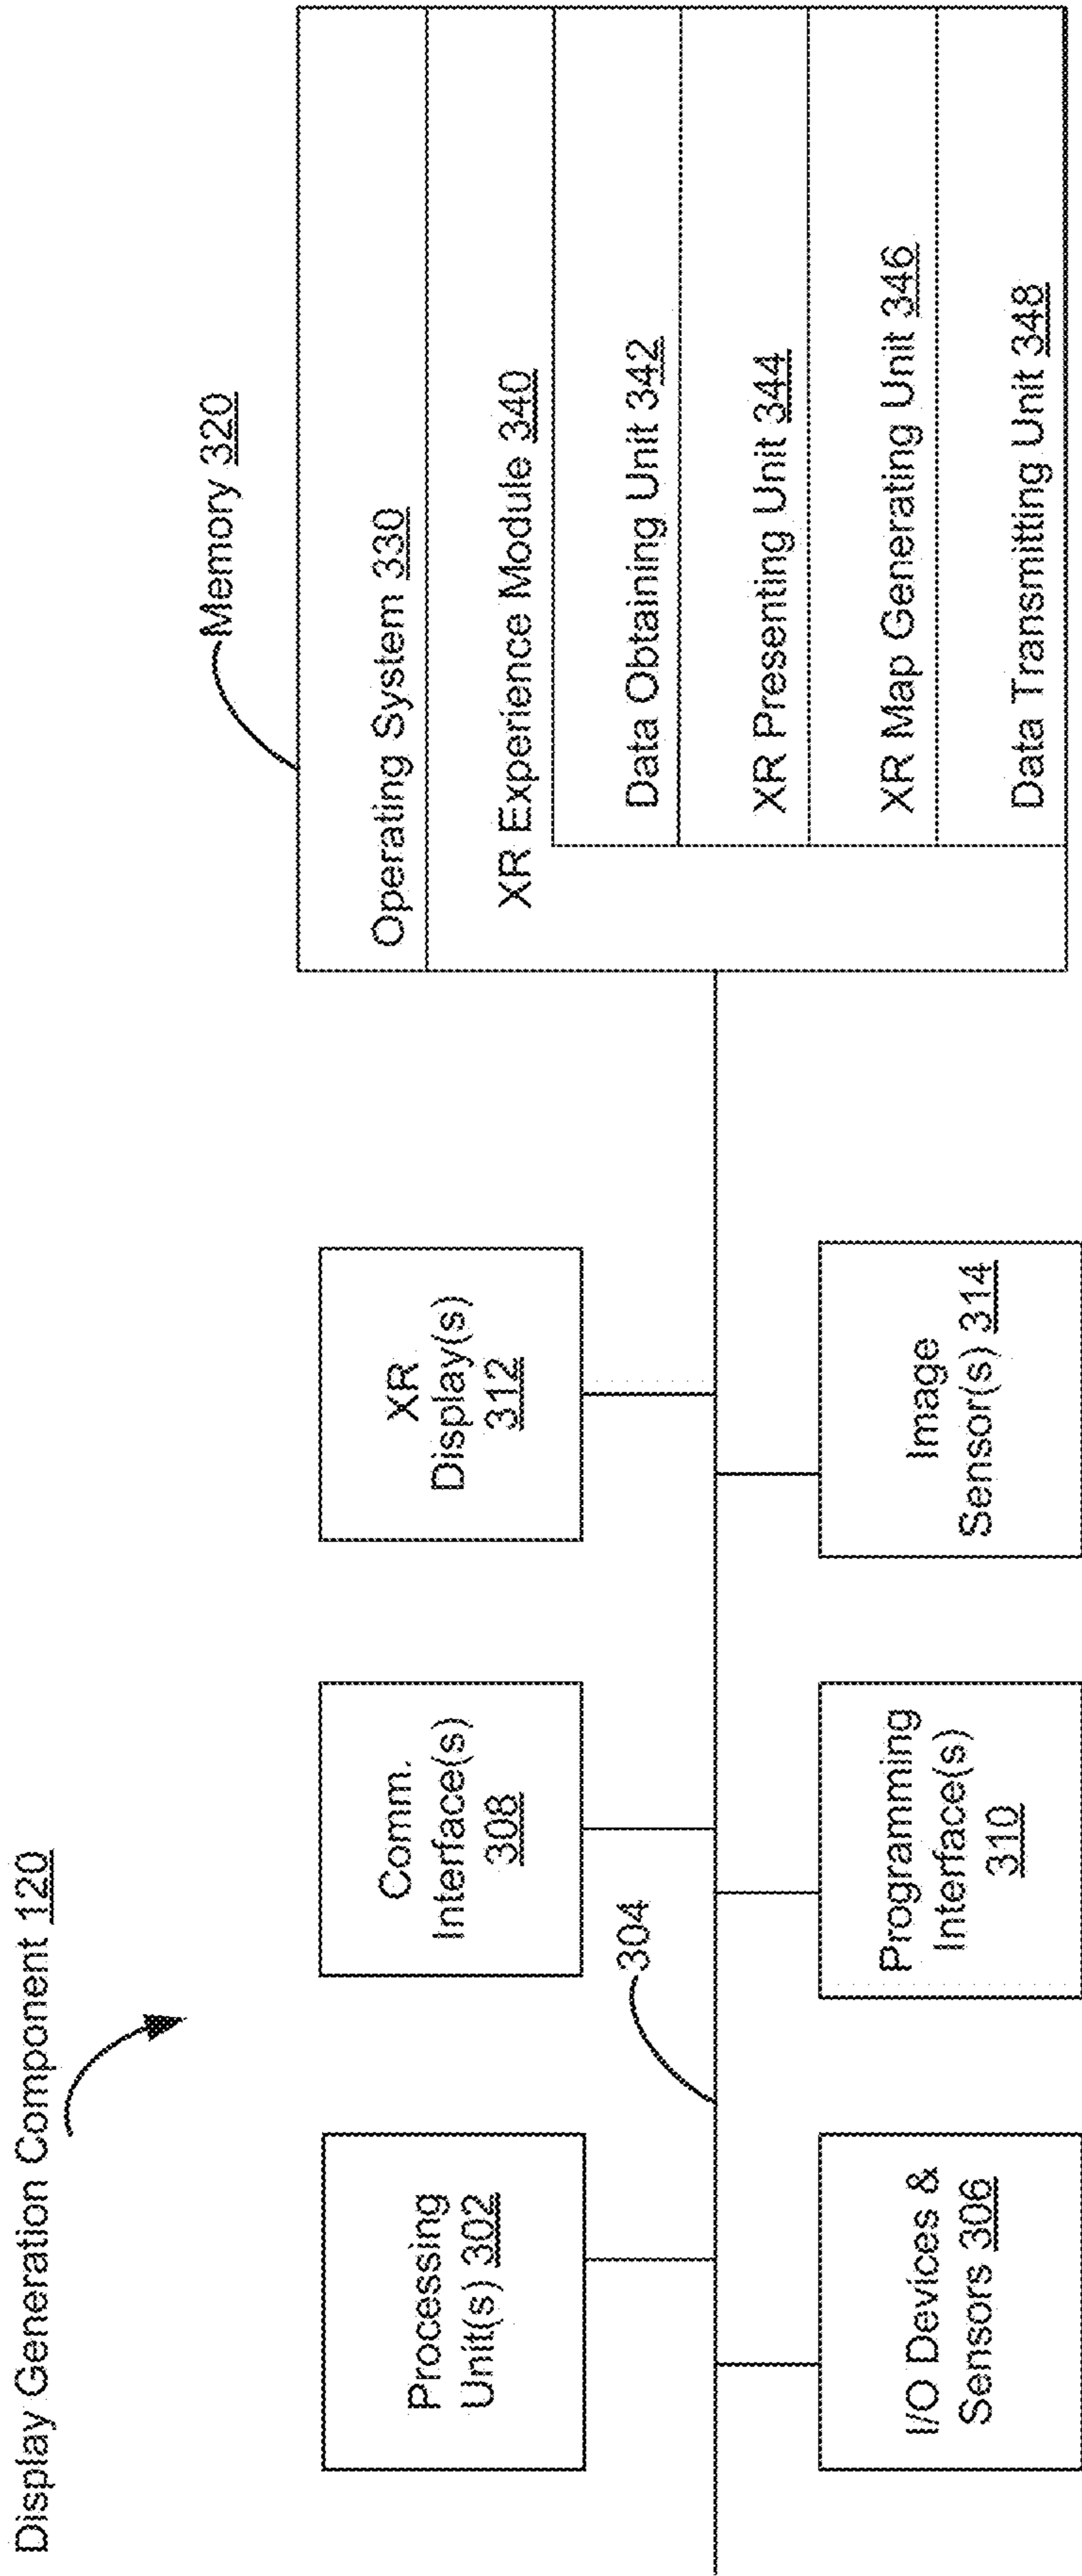 Display Generation Component 120
Memory 320
Processing
Unit(s) 302
Comm.
Interface(s)
308
XR
Display(s)
312
304
I/O Devices &
Sensors 306
Programming
Interface(s)
310
Image
Sensor(s) 314
Operating System 330
XR Experience Module 340
Data Obtaining Unit 342
XR Presenting Unit 344
XR Map Generating Unit 346
Data Transmitting Unit 348